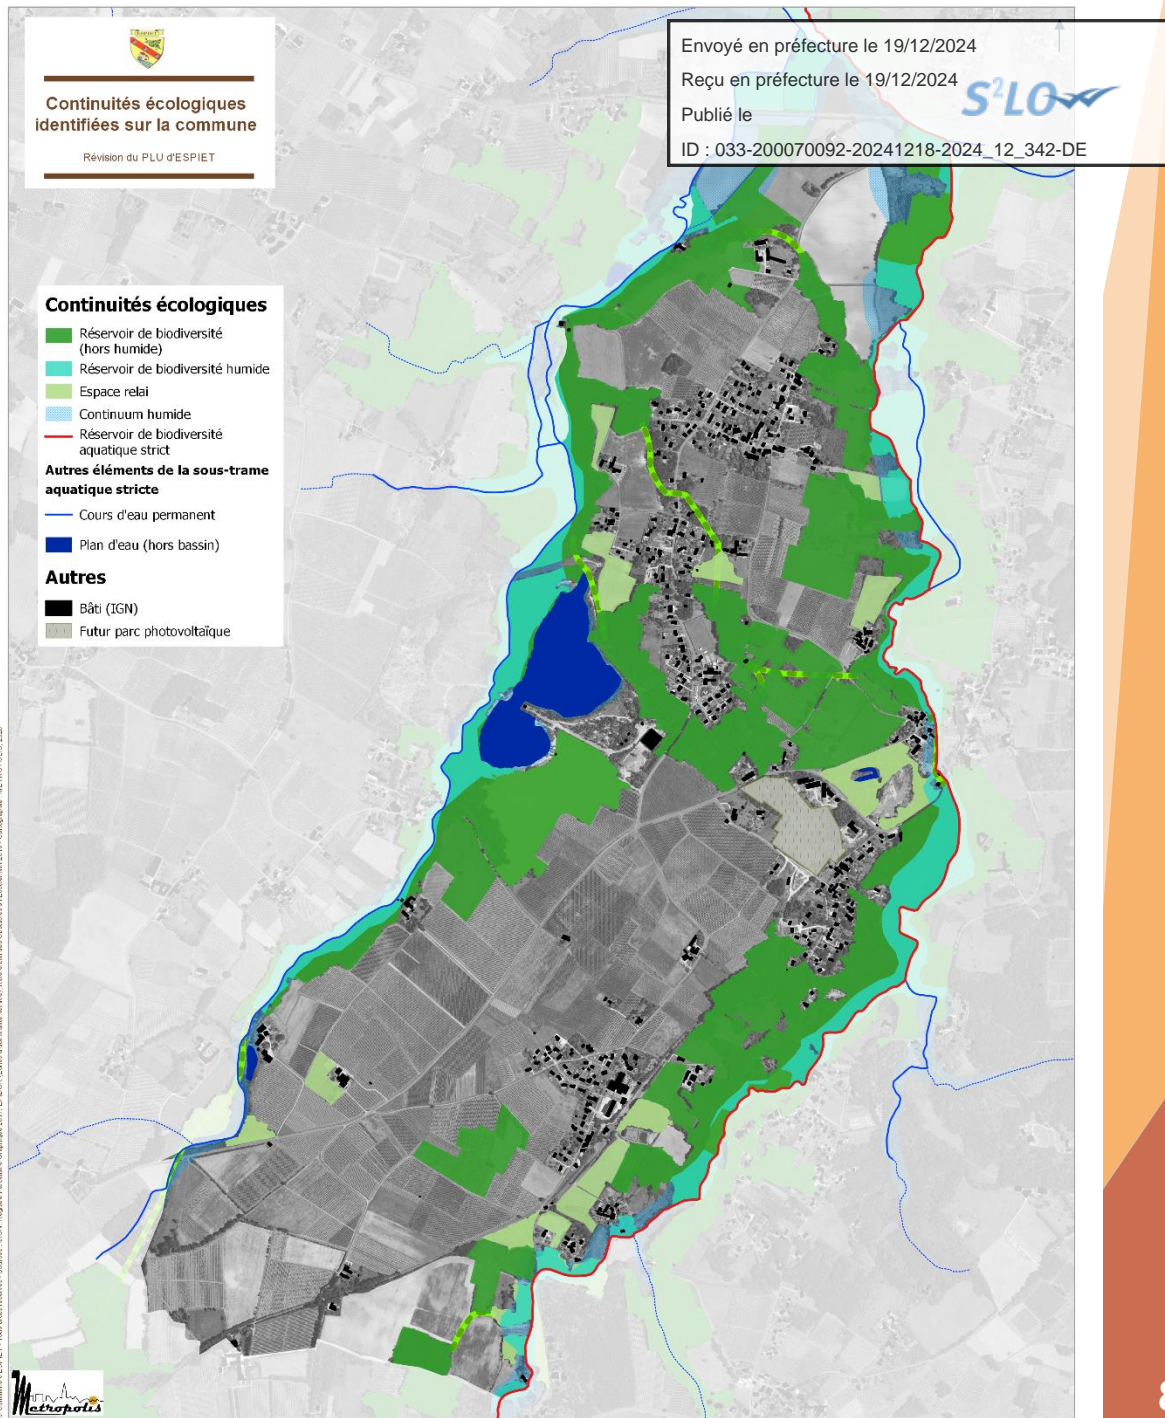 Envoyé en préfecture le 19/12/2024
Reçu en préfecture le 19/12/2024
Publié le
S²LO
ID : 033-200070092-20241218-2024_12_342-DE
Continuités écologiques
identifiées sur la commune
Révision du PLU d'ESPIET
Continuités écologiques
Réservoir de biodiversité
(hors humide)
Réservoir de biodiversité humide
Espace relai
Continuum humide
Réservoir de biodiversité
aquatique strict
Autres éléments de la sous-trame
aquatique stricte
Cours d'eau permanent
Plan d'eau (hors bassin)
Autres
Bâti (IGN)
Futur parc photovoltaïque
Metropolis
8